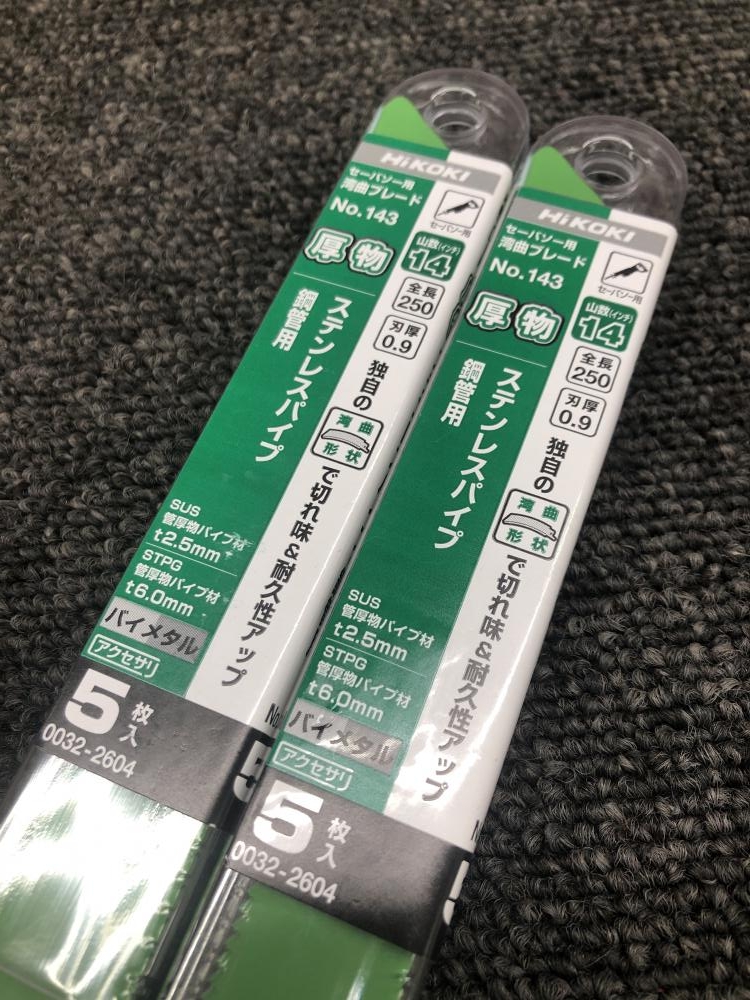 HiKOKI
セーバソー用
湾曲ブレード
No.143
セーバソー用
厚物
山数(インチ)
14
全長
250
刃厚
0.9
ステンレスパイプ
鋼管用
独自の湾曲形状で切れ味&耐久性アップ
SUS
管厚物パイプ材
t2.5mm
STPG
管厚物パイプ材
t6.0mm
バイメタル
アクセサリ
5枚入
0032-2604
No
5
HiKOKI
セーバソー用
湾曲ブレード
No.143
セーバソー用
厚物
山数(インチ)
14
全長
250
刃厚
0.9
ステンレスパイプ
鋼管用
独自の湾曲形状で切れ味&耐久性アップ
SUS
管厚物パイプ材
t2.5mm
STPG
管厚物パイプ材
t6.0mm
バイメタル
アクセサリ
5枚入
0032-2604